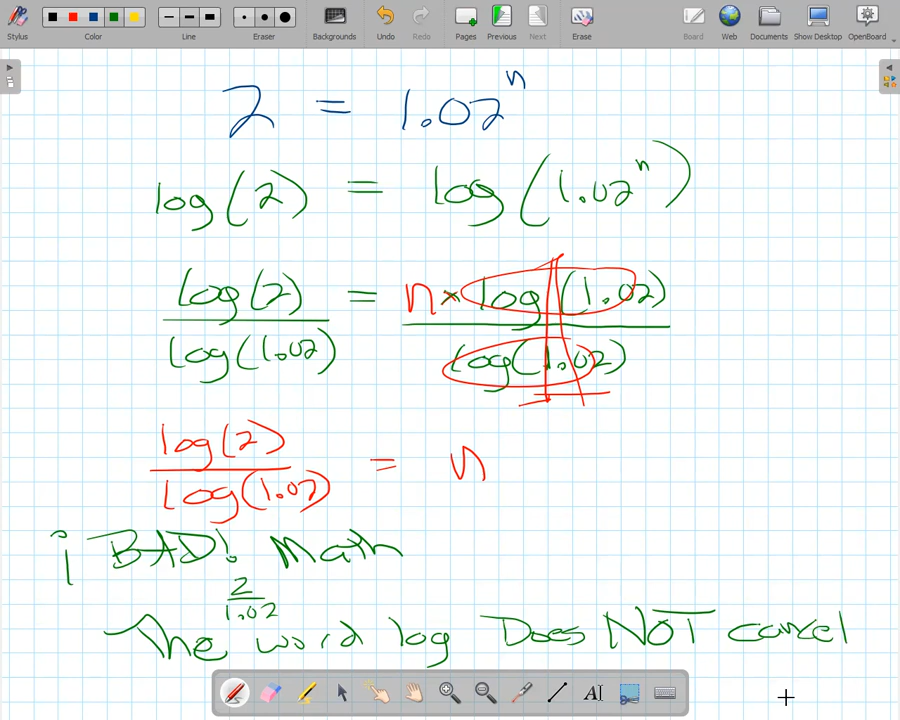 Stylus Color Line Eraser Backgrounds Undo Redo Pages Previous Next Erase Board Web Documents Show Desktop OpenBoard
2 = 1.02^n
log(2) = log(1.02^n)
log(2) = n × log(1.02)
log(1.02) log(1.02)
log(2) = n
log(1.02)
¡ BAD! Math
2
1.02
The word log Does NOT cancel